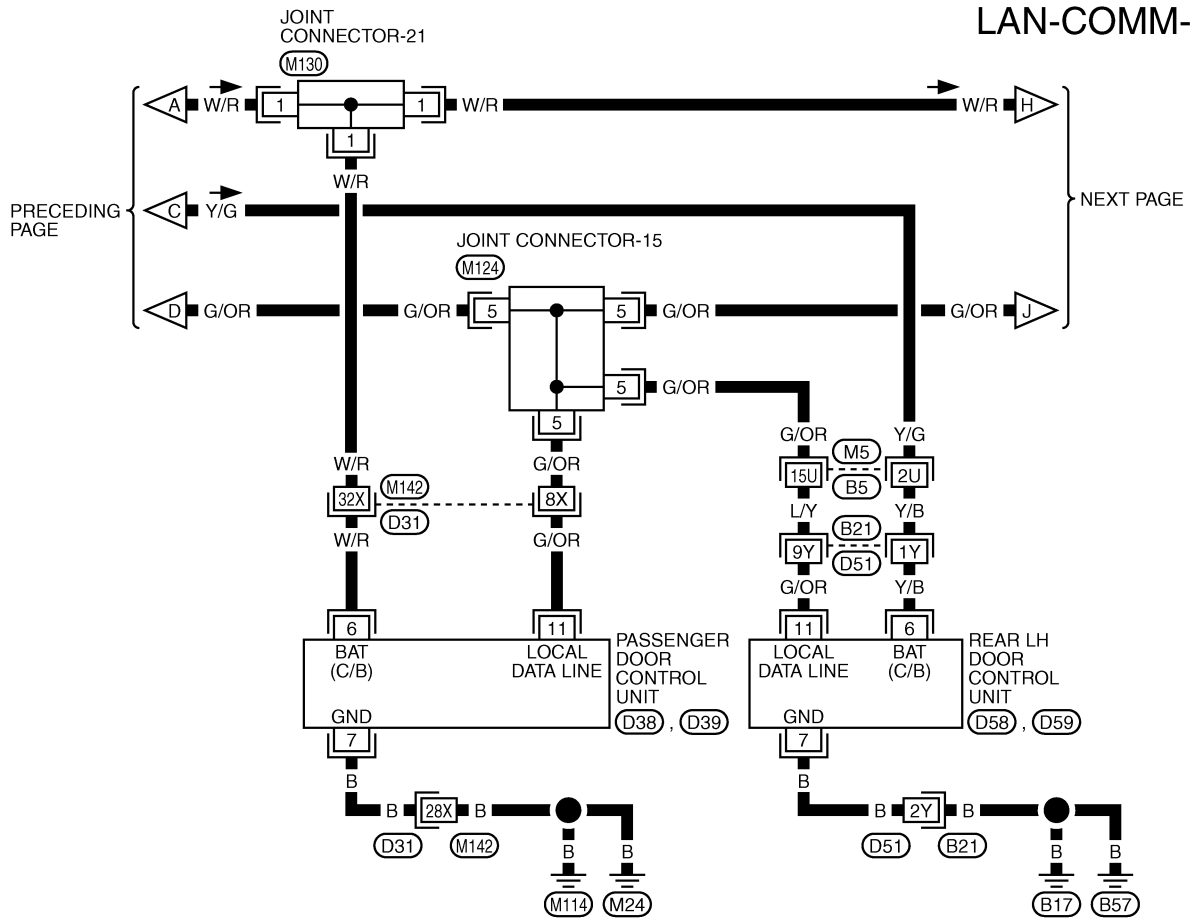 LAN-COMM-
JOINT
CONNECTOR-21
M130
A W/R 1 1 W/R W/R H
1
W/R
PRECEDING
PAGE
C Y/G
NEXT PAGE
JOINT CONNECTOR-15
M124
D G/OR G/OR 5 5 G/OR G/OR J
5 G/OR
5
G/OR Y/G
W/R G/OR
M5
15U 2U
B5
M142
32X 8X
D31
L/Y Y/B
W/R G/OR
B21
9Y 1Y
D51
G/OR Y/B
6 11 11 6
BAT
(C/B)
LOCAL
DATA LINE
PASSENGER
DOOR
CONTROL
UNIT
D38 , D39
LOCAL
DATA LINE
BAT
(C/B)
REAR LH
DOOR
CONTROL
UNIT
D58 , D59
GND GND
7 7
B B
B 28X B B 2Y B
D31 M142 D51 B21
B B B B
M114 M24 B17 B57